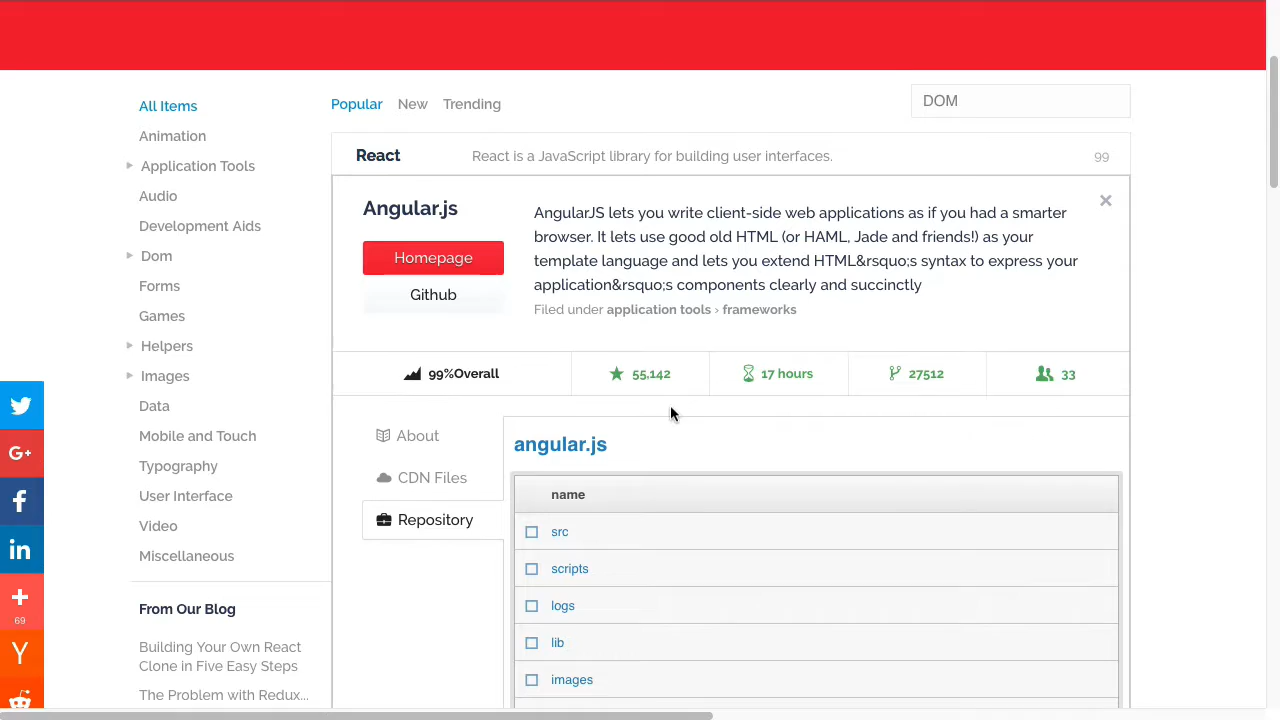 Popular New Trending
DOM
All Items
Animation
Application Tools
Audio
Development Aids
Dom
Forms
Games
Helpers
Images
Data
Mobile and Touch
Typography
User Interface
Video
Miscellaneous
From Our Blog
Building Your Own React
Clone in Five Easy Steps
The Problem with Redux...
React React is a JavaScript library for building user interfaces. 99
Angular.js
Homepage
Github
AngularJS lets you write client-side web applications as if you had a smarter
browser. It lets use good old HTML (or HAML, Jade and friends!) as your
template language and lets you extend HTML&rsquo;s syntax to express your
application&rsquo;s components clearly and succinctly
Filed under application tools › frameworks
99%Overall 55,142 17 hours 27512 33
About
CDN Files
Repository
angular.js
name
src
scripts
logs
lib
images
G+
f
in
69
Y